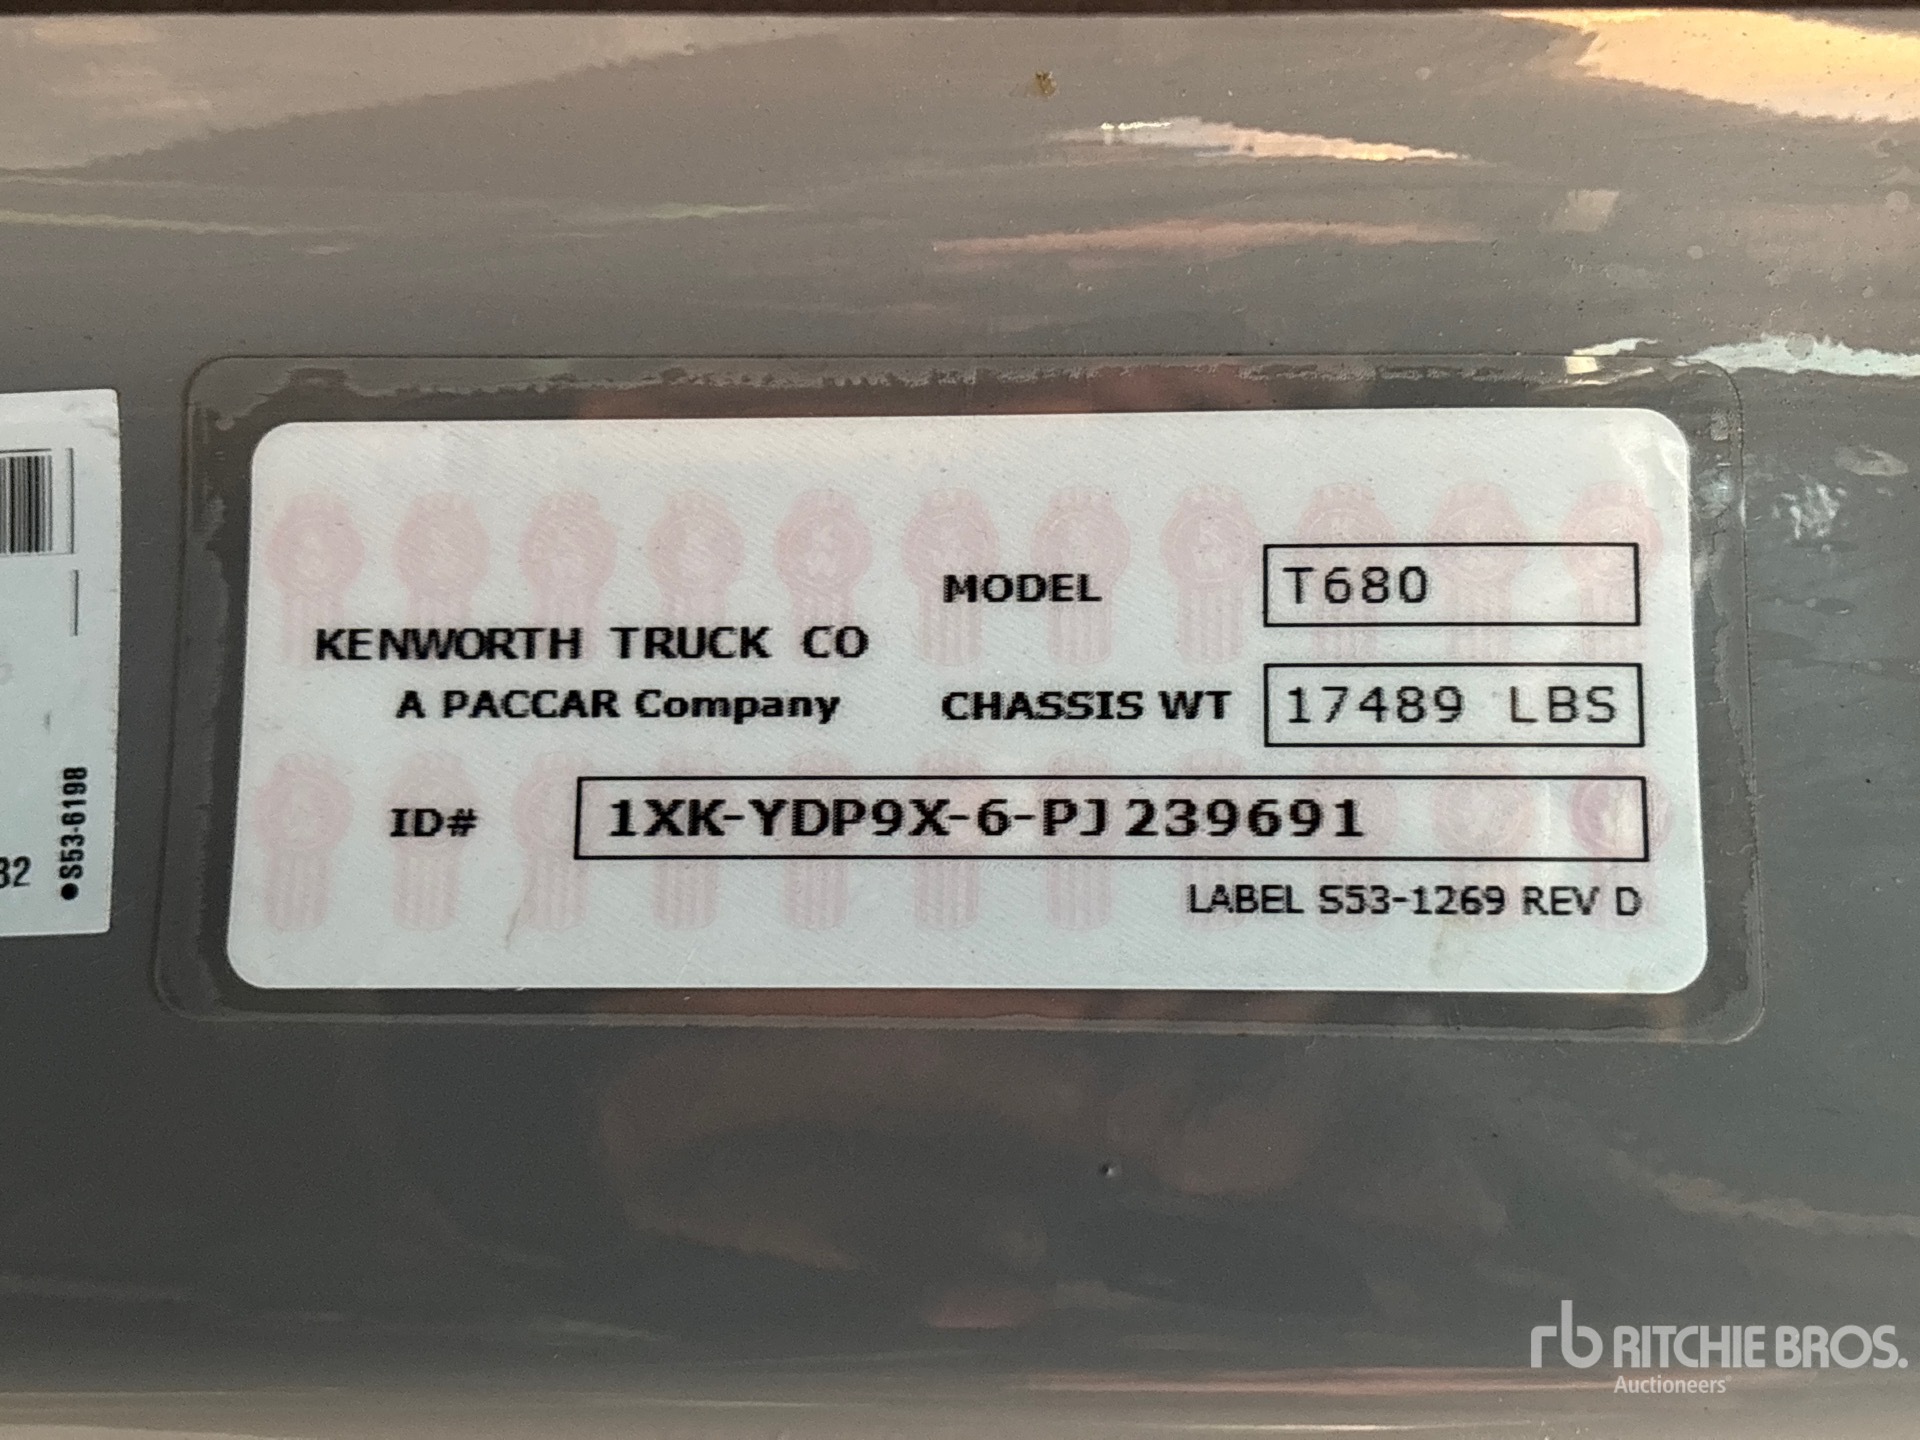 MODEL T680
KENWORTH TRUCK CO
A PACCAR Company
CHASSIS WT 17489 LBS
ID# 1XK-YDP9X-6-PJ239691
LABEL S53-1269 REV D
32
●S53-6198
rb RITCHIE BROS.
Auctioneers